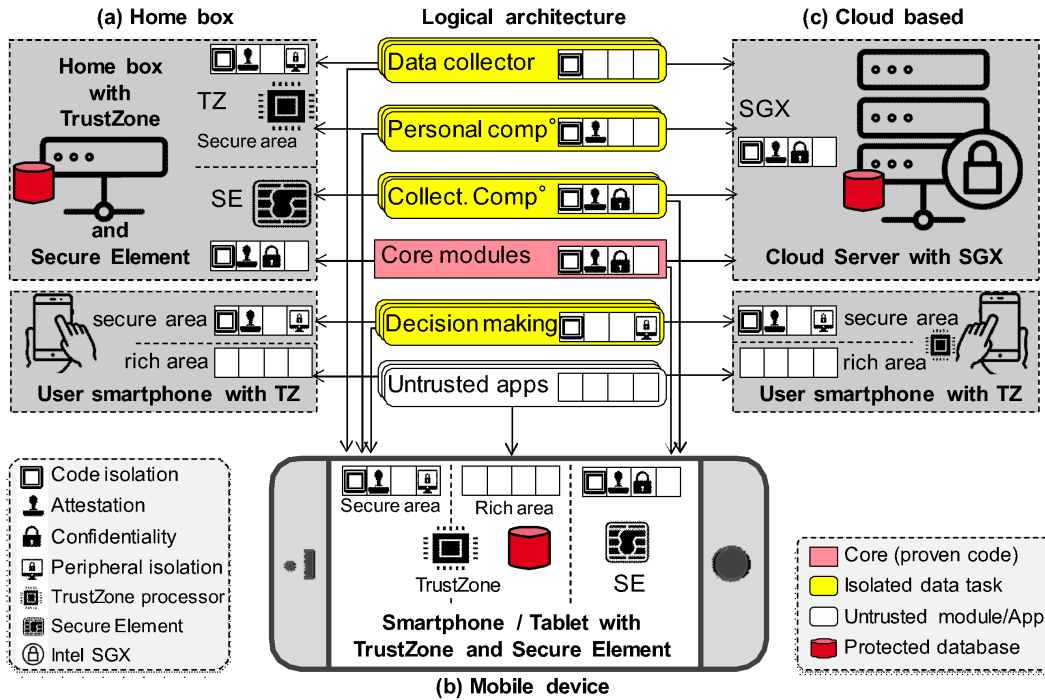 (a) Home box
Logical architecture
(c) Cloud based
Home box
with
TrustZone
TZ
Secure area
SE
and
Secure Element
Data collector
Personal comp°
Collect. Comp°
Core modules
Decision making
Untrusted apps
SGX
Cloud Server with SGX
secure area
rich area
User smartphone with TZ
secure area
rich area
User smartphone with TZ
Code isolation
Attestation
Confidentiality
Peripheral isolation
TrustZone processor
Secure Element
Intel SGX
Secure area
Rich area
TrustZone
SE
Smartphone / Tablet with
TrustZone and Secure Element
(b) Mobile device
Core (proven code)
Isolated data task
Untrusted module/App
Protected database